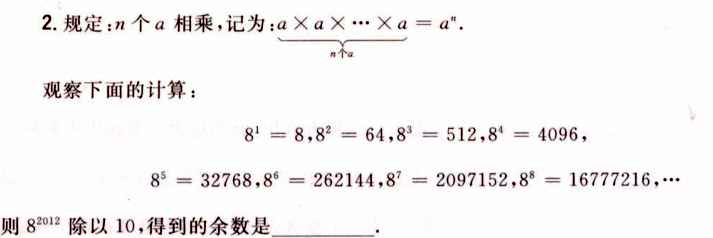 2. 规定:n 个 a 相乘,记为:a × a × ⋯ × a = aⁿ.
n个a
观察下面的计算:
8¹ = 8,8² = 64,8³ = 512,8⁴ = 4096,
8⁵ = 32768,8⁶ = 262144,8⁷ = 2097152,8⁸ = 16777216,⋯
则 8²⁰¹² 除以 10,得到的余数是________.